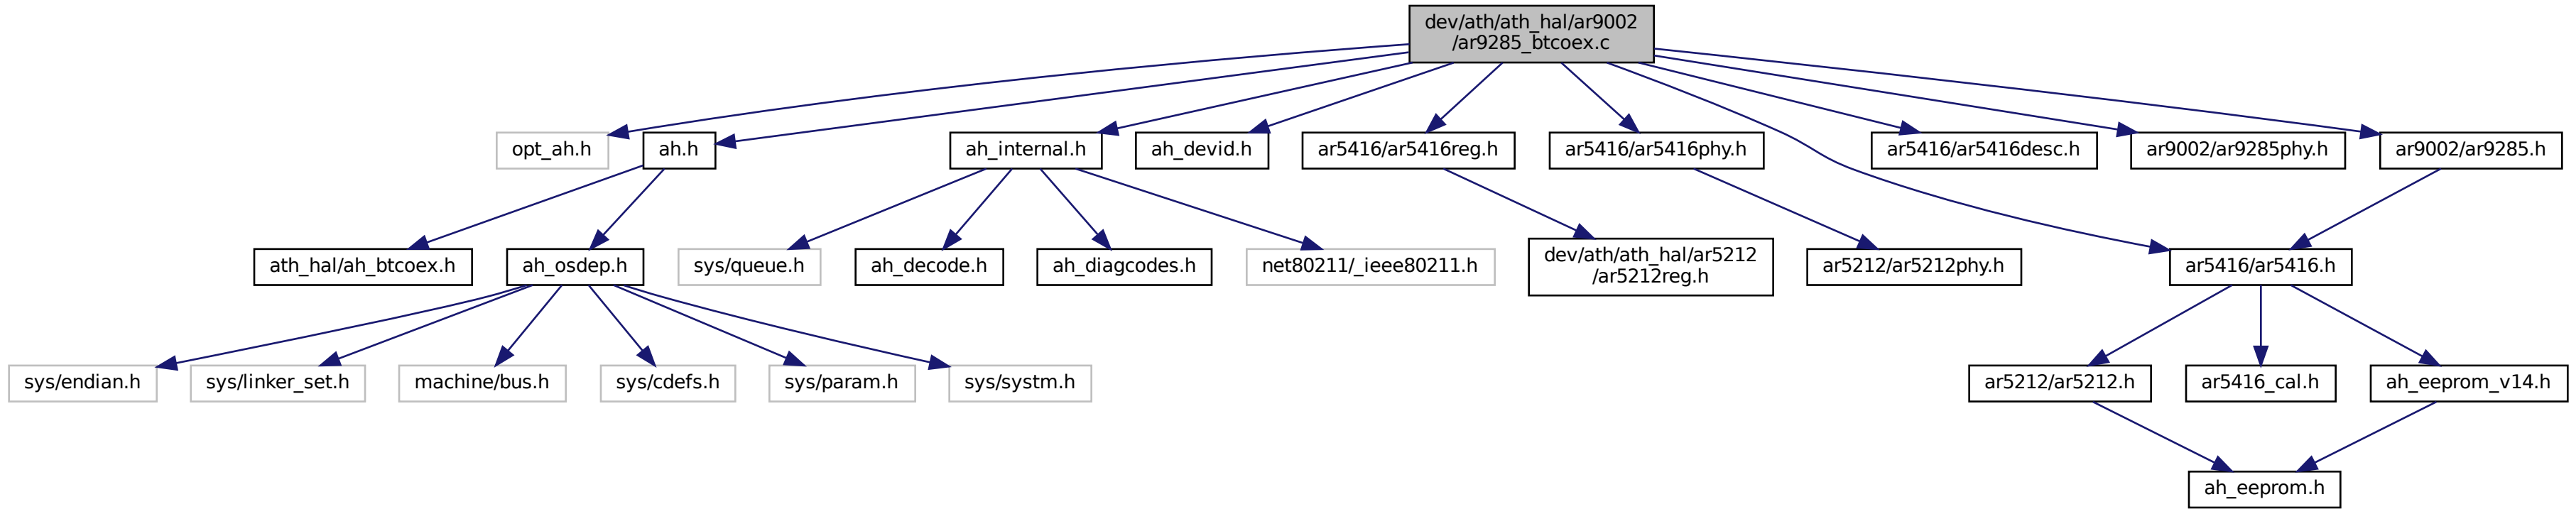 dev/ath/ath_hal/ar9002
/ar9285_btcoex.c
opt_ah.h
ah.h
ah_internal.h
ah_devid.h
ar5416/ar5416reg.h
ar5416/ar5416phy.h
ar5416/ar5416desc.h
ar9002/ar9285phy.h
ar9002/ar9285.h
ath_hal/ah_btcoex.h
ah_osdep.h
sys/queue.h
ah_decode.h
ah_diagcodes.h
net80211/_ieee80211.h
dev/ath/ath_hal/ar5212
/ar5212reg.h
ar5212/ar5212phy.h
ar5416/ar5416.h
sys/endian.h
sys/linker_set.h
machine/bus.h
sys/cdefs.h
sys/param.h
sys/systm.h
ar5212/ar5212.h
ar5416_cal.h
ah_eeprom_v14.h
ah_eeprom.h